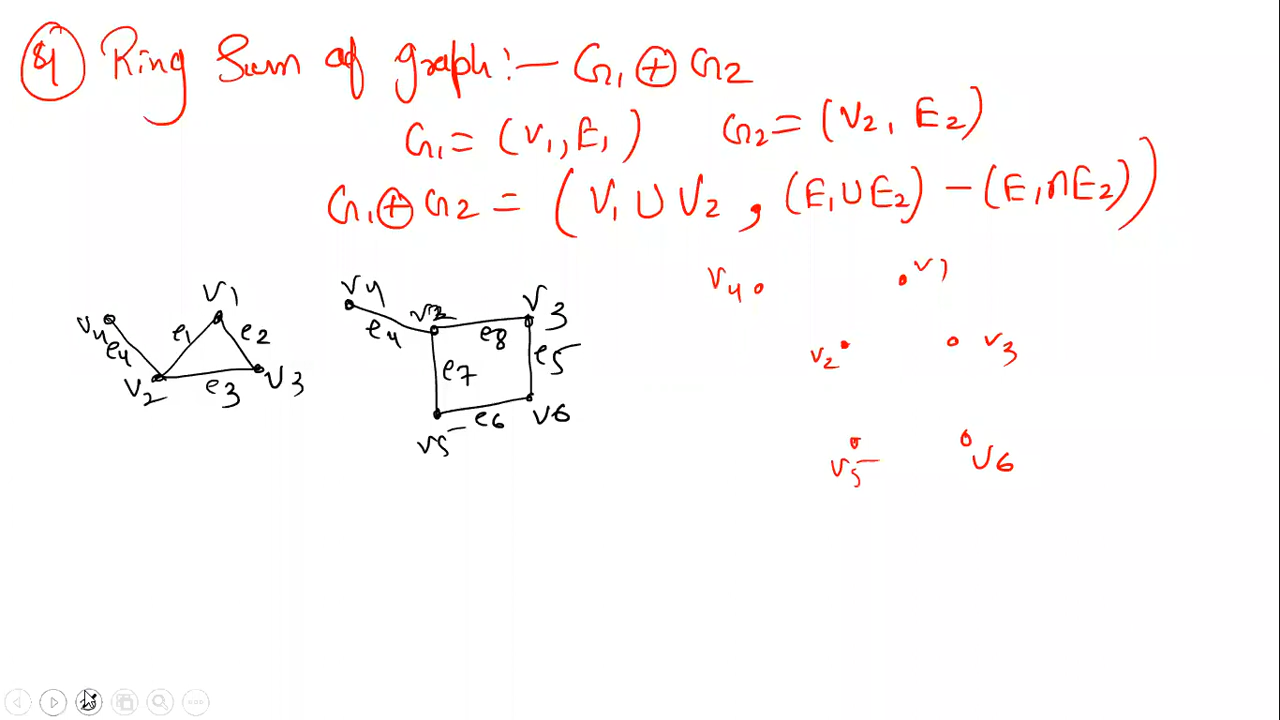 Ring Sum of graph :- G1 ⊕ G2
G1 = (V1, E1) G2 = (V2, E2)
G1 ⊕ G2 = (V1 ∪ V2, (E1 ∪ E2) - (E1 ∩ E2))
V4 V1
e4 e1 e2
V2 e3 V3
V4 V2 V3
e4 e8
e7 e5
V5 e6 V6
V4 V1
V2 V3
V5 V6